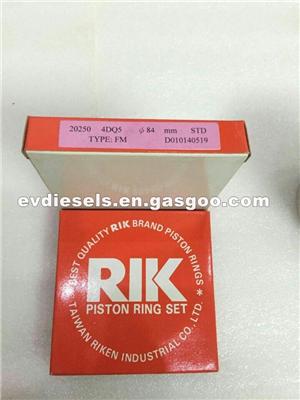 20250 4DQ5 φ84 mm STD
TYPE: FM D010140519
evdiesels.en.gasgoo.com
BEST QUALITY RIK BRAND PISTON RINGS
RIK
PISTON RING SET
TAIWAN RIKEN INDUSTRIAL CO., LTD. *